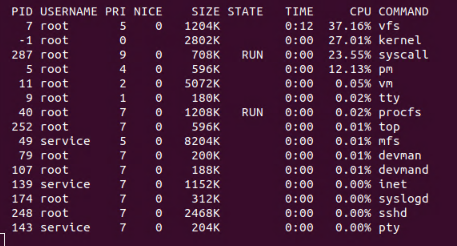 PID USERNAME PRI NICE SIZE STATE TIME CPU COMMAND
7 root 5 0 1204K 0:12 37.16% vfs
-1 root 0 2802K 0:00 27.01% kernel
287 root 9 0 708K RUN 0:00 23.55% syscall
5 root 4 0 596K 0:00 12.13% pm
11 root 2 0 5072K 0:00 0.05% vm
9 root 1 0 180K 0:00 0.02% tty
40 root 7 0 1208K RUN 0:00 0.02% procfs
252 root 7 0 596K 0:00 0.01% top
49 service 5 0 8204K 0:00 0.01% mfs
79 root 7 0 200K 0:00 0.01% devman
107 root 7 0 188K 0:00 0.01% devmand
139 service 7 0 1152K 0:00 0.00% inet
174 root 7 0 312K 0:00 0.00% syslogd
248 root 7 0 2468K 0:00 0.00% sshd
143 service 7 0 204K 0:00 0.00% pty